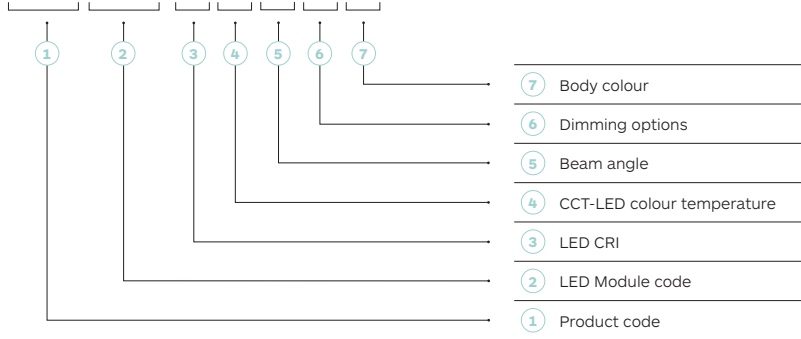 1 2 3 4 5 6 7
7 Body colour
6 Dimming options
5 Beam angle
4 CCT-LED colour temperature
3 LED CRI
2 LED Module code
1 Product code